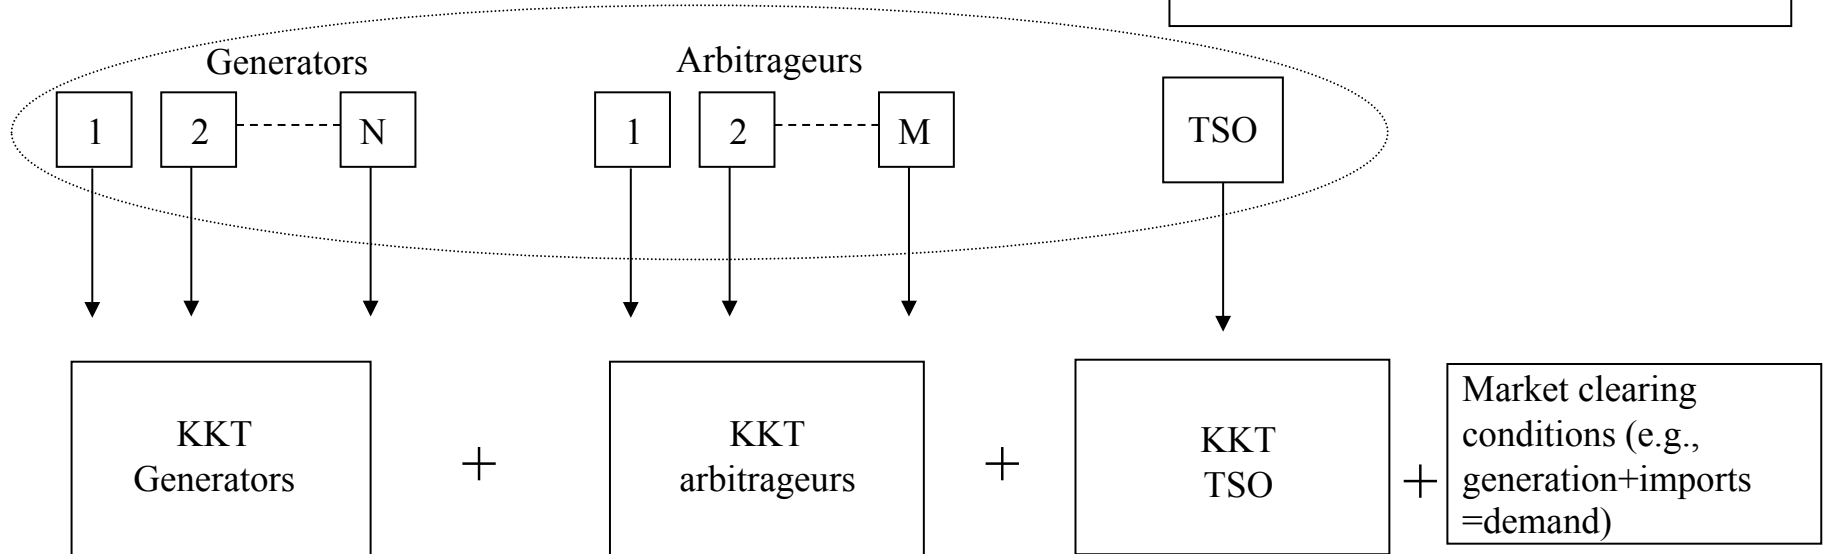 Generators
Arbitrageurs
1
2
N
1
2
M
TSO
KKT
Generators
+
KKT
arbitrageurs
+
KKT
TSO
+
Market clearing
conditions (e.g.,
generation+imports
=demand)